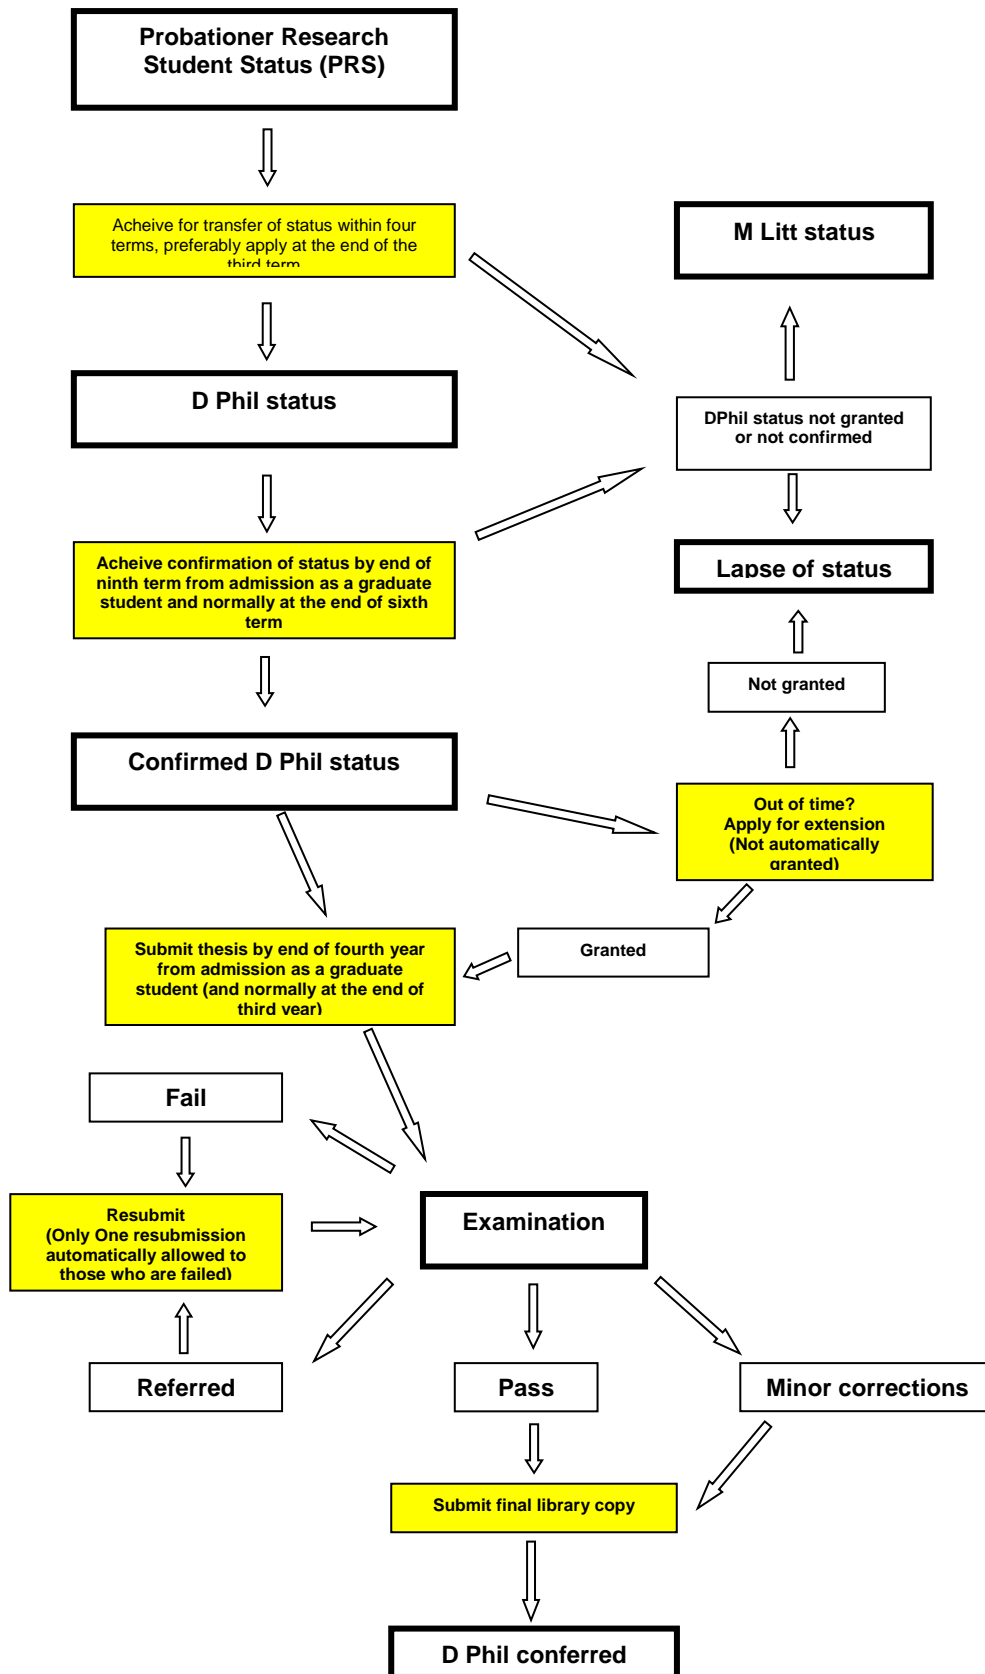 Probationer Research
Student Status (PRS)
Acheive for transfer of status within four
terms, preferably apply at the end of the
third term
M Litt status
D Phil status
DPhil status not granted
or not confirmed
Acheive confirmation of status by end of
ninth term from admission as a graduate
student and normally at the end of sixth
term
Lapse of status
Not granted
Confirmed D Phil status
Out of time?
Apply for extension
(Not automatically
granted)
Submit thesis by end of fourth year
from admission as a graduate
student (and normally at the end of
third year)
Granted
Fail
Resubmit
(Only One resubmission
automatically allowed to
those who are failed)
Examination
Referred
Pass
Minor corrections
Submit final library copy
D Phil conferred